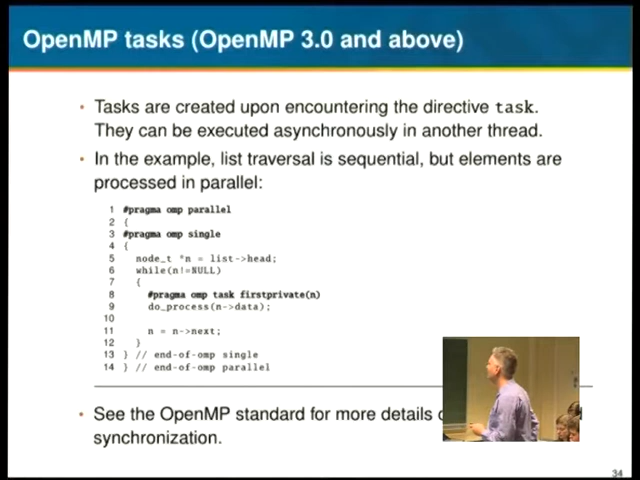 OpenMP tasks (OpenMP 3.0 and above)
• Tasks are created upon encountering the directive task.
They can be executed asynchronously in another thread.
• In the example, list traversal is sequential, but elements are
processed in parallel:
1 #pragma omp parallel
2 {
3 #pragma omp single
4 {
5 node_t *n = list->head;
6 while(n!=NULL)
7 {
8 #pragma omp task firstprivate(n)
9 do_process(n->data);
10
11 n = n->next;
12 }
13 } // end-of-omp single
14 } // end-of-omp parallel
• See the OpenMP standard for more details
synchronization.
34